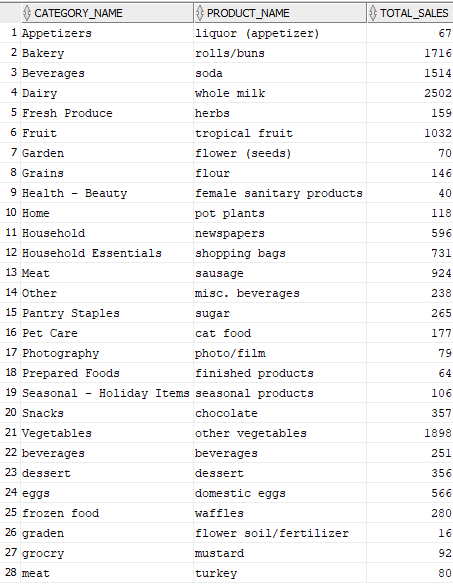 CATEGORY_NAME PRODUCT_NAME TOTAL_SALES
1 Appetizers liquor (appetizer) 67
2 Bakery rolls/buns 1716
3 Beverages soda 1514
4 Dairy whole milk 2502
5 Fresh Produce herbs 159
6 Fruit tropical fruit 1032
7 Garden flower (seeds) 70
8 Grains flour 146
9 Health - Beauty female sanitary products 40
10 Home pot plants 118
11 Household newspapers 596
12 Household Essentials shopping bags 731
13 Meat sausage 924
14 Other misc. beverages 238
15 Pantry Staples sugar 265
16 Pet Care cat food 177
17 Photography photo/film 79
18 Prepared Foods finished products 64
19 Seasonal - Holiday Items seasonal products 106
20 Snacks chocolate 357
21 Vegetables other vegetables 1898
22 beverages beverages 251
23 dessert dessert 356
24 eggs domestic eggs 566
25 frozen food waffles 280
26 graden flower soil/fertilizer 16
27 grocry mustard 92
28 meat turkey 80